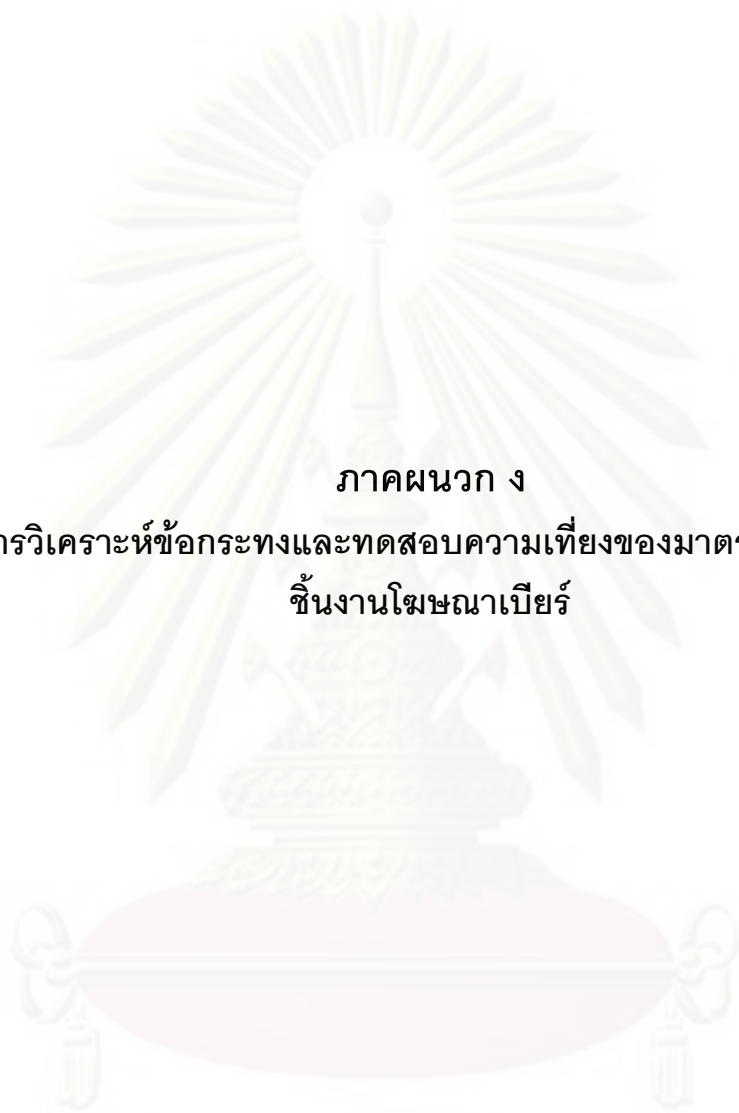 ภาคผนวก ง
ารวิเคราะห์ข้อกระทงและทดสอบความเที่ยงของมาตร
ชิ้นงานโฆษณาเบียร์